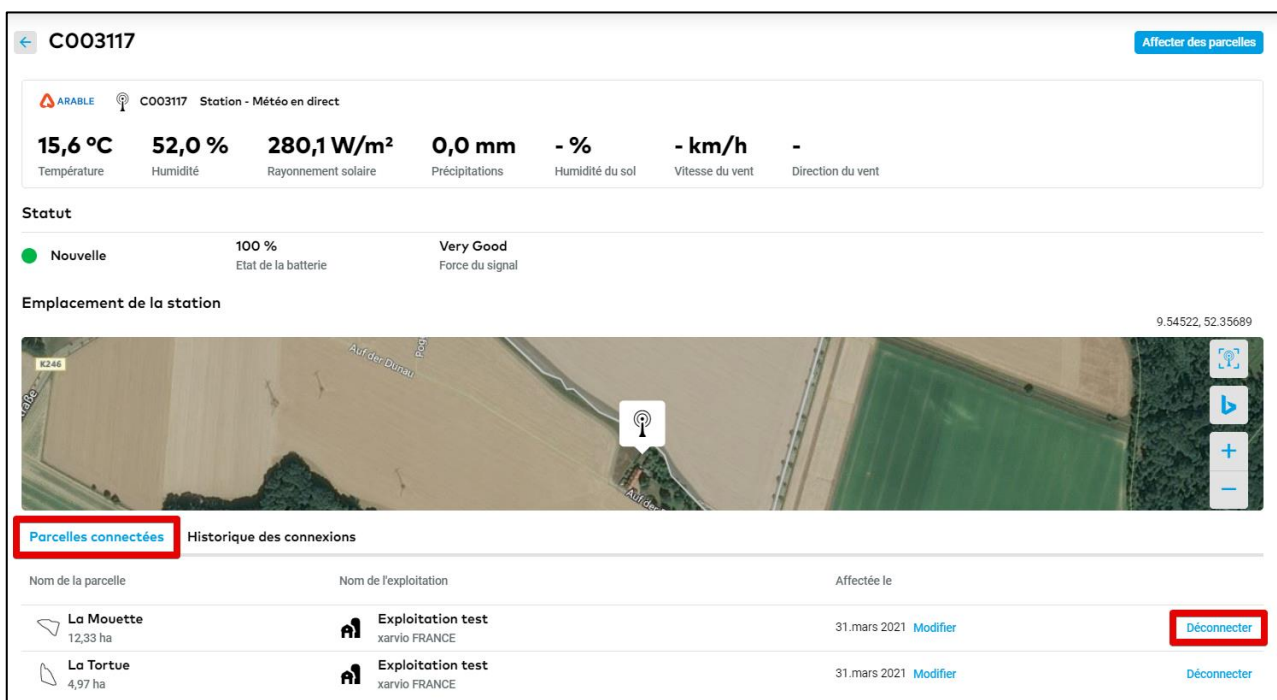 C003117
Affecter des parcelles
ARABLE C003117 Station - Météo en direct
15,6 °C 52,0 % 280,1 W/m² 0,0 mm - % - km/h -
Température Humidité Rayonnement solaire Précipitations Humidité du sol Vitesse du vent Direction du vent
Statut
Nouvelle 100 % Very Good
Etat de la batterie Force du signal
Emplacement de la station
9.54522, 52.35689
K246
Auf der Dunau
Auf der
Parcelles connectées Historique des connexions
Nom de la parcelle Nom de l'exploitation Affectée le
La Mouette Exploitation test 31.mars 2021 Modifier Déconnecter
12,33 ha xarvio FRANCE
La Tortue Exploitation test 31.mars 2021 Modifier Déconnecter
4,97 ha xarvio FRANCE